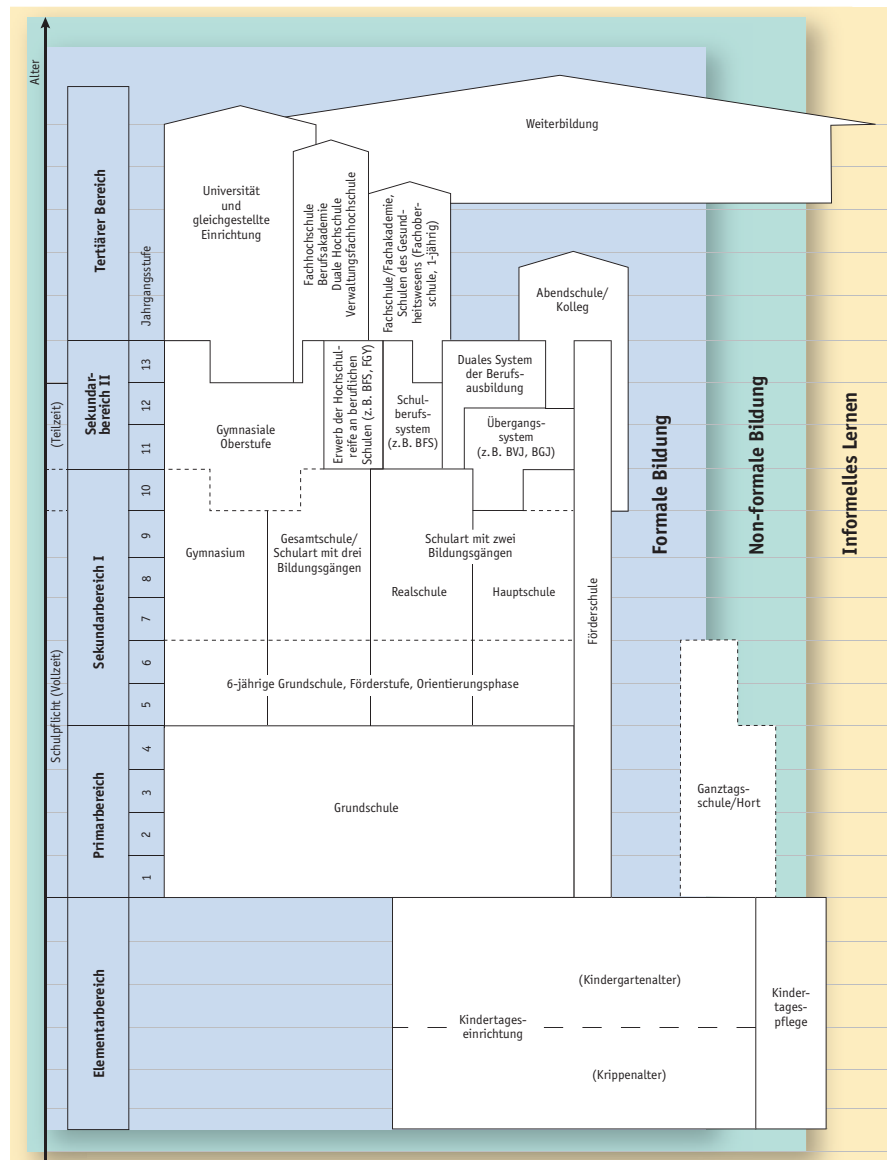 Alter
Tertiärer Bereich
Jahrgangsstufe
Universität
und
gleichgestellte
Einrichtung
Fachhochschule
Berufsakademie
Duale Hochschule
Verwaltungsfachhochschule
Fachschule/Fachakademie,
Schulen des Gesund-
heitswesens (Fachober-
schule, 1-jährig)
Weiterbildung
Abendschule/
Kolleg
(Teilzeit)
Sekundar-
bereich II
13
12
11
Gymnasiale
Oberstufe
Erwerb der Hochschul-
reife an beruflichen
Schulen (z.B. BFS, FGY)
Schul-
berufs-
system
(z.B. BFS)
Duales System
der Berufs-
ausbildung
Übergangs-
system
(z.B. BVJ, BGJ)
Schulpflicht (Vollzeit)
Sekundarbereich I
10
9
8
7
6
5
Gymnasium
Gesamtschule/
Schulart mit drei
Bildungsgängen
Schulart mit zwei
Bildungsgängen
Realschule
Hauptschule
6-jährige Grundschule, Förderstufe, Orientierungsphase
Förderschule
Formale Bildung
Non-formale Bildung
Informelles Lernen
Primarbereich
4
3
2
1
Grundschule
Ganztags-
schule/Hort
Elementarbereich
(Kindergartenalter)
Kindertages-
einrichtung
(Krippenalter)
Kinder-
tages-
pflege